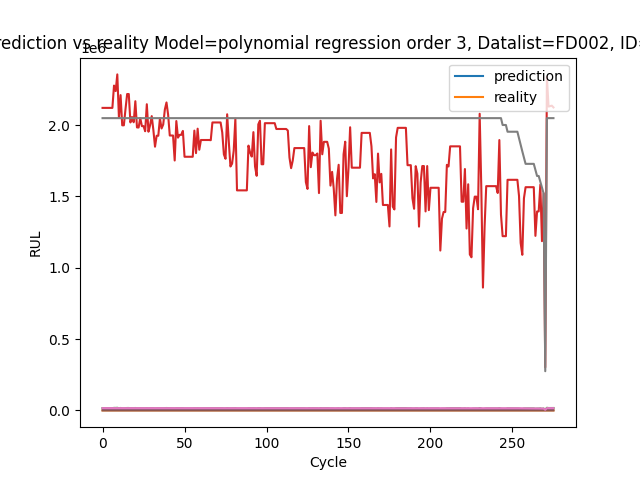 rediction vs reality Model=polynomial regression order 3, Datalist=FD002, ID=
1e6
prediction
reality
2.0
1.5
1.0
0.5
0.0
RUL
0 50 100 150 200 250
Cycle